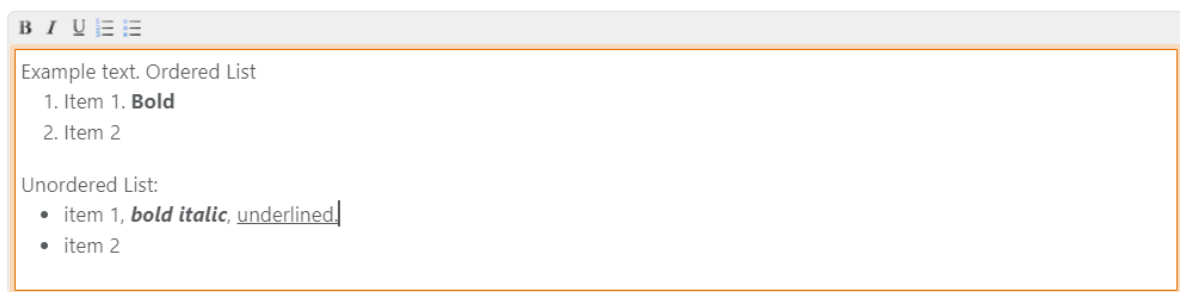 B I U
Example text. Ordered List
1. Item 1. Bold
2. Item 2
Unordered List:
• item 1, bold italic, underlined.
• item 2